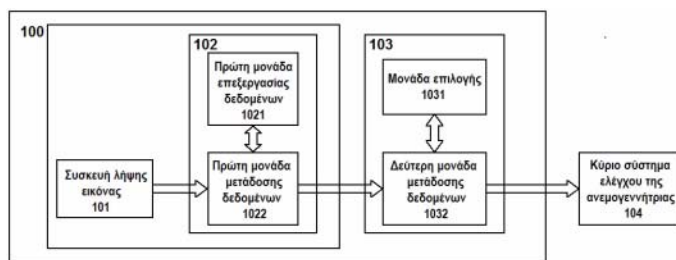 100
102
Πρώτη μονάδα
επεξεργασίας
δεδομένων
1021
103
Μονάδα επιλογής
1031
Συσκευή λήψης
εικόνας
101
Πρώτη μονάδα
μετάδοσης
δεδομένων
1022
Δεύτερη μονάδα
μετάδοσης
δεδομένων
1032
Κύριο σύστημα
ελέγχου της
ανεμογεννήτριας
104